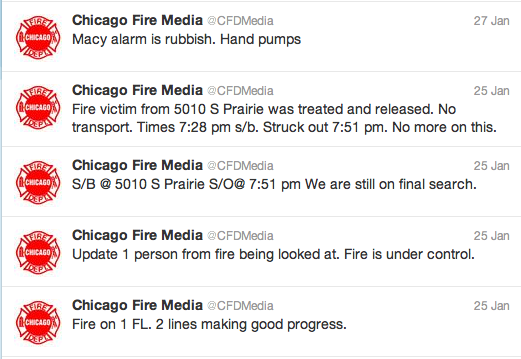 Chicago Fire Media @CFDMedia 27 Jan
Macy alarm is rubbish. Hand pumps
FIRE
CHICAGO
DEPT.
Chicago Fire Media @CFDMedia 25 Jan
Fire victim from 5010 S Prairie was treated and released. No
transport. Times 7:28 pm s/b. Struck out 7:51 pm. No more on this.
FIRE
CHICAGO
DEPT.
Chicago Fire Media @CFDMedia 25 Jan
S/B @ 5010 S Prairie S/O@ 7:51 pm We are still on final search.
FIRE
CHICAGO
DEPT.
Chicago Fire Media @CFDMedia 25 Jan
Update 1 person from fire being looked at. Fire is under control.
FIRE
CHICAGO
DEPT.
Chicago Fire Media @CFDMedia 25 Jan
Fire on 1 FL. 2 lines making good progress.
FIRE
CHICAGO
DEPT.